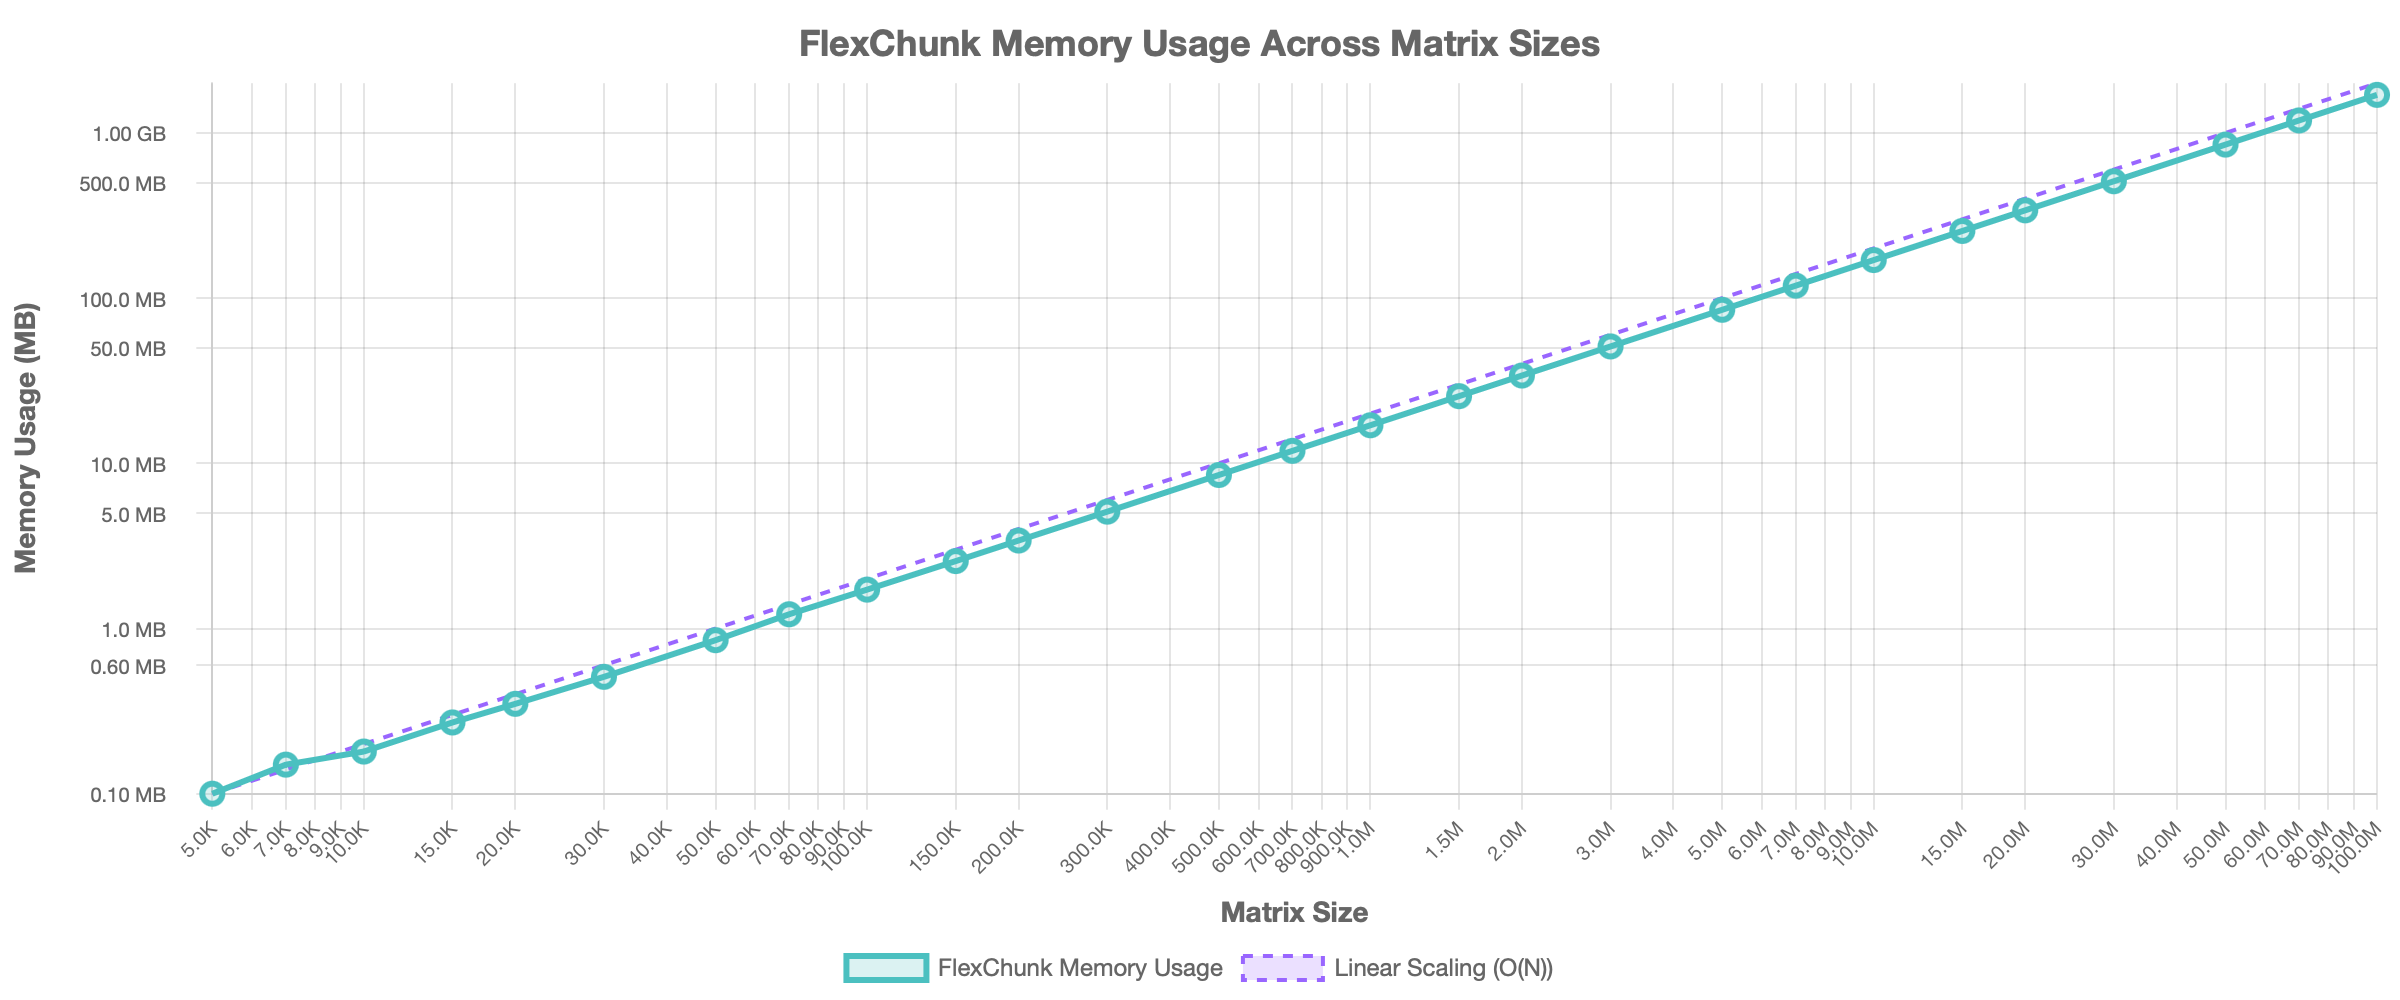 FlexChunk Memory Usage Across Matrix Sizes
Memory Usage (MB)
1.00 GB
500.0 MB
100.0 MB
50.0 MB
10.0 MB
5.0 MB
1.0 MB
0.60 MB
0.10 MB
5.0K 6.0K 7.0K 8.0K 9.0K 10.0K 15.0K 20.0K 30.0K 40.0K 50.0K 60.0K 70.0K 80.0K 90.0K 100.0K 150.0K 200.0K 300.0K 400.0K 500.0K 600.0K 700.0K 800.0K 900.0K 1.0M 1.5M 2.0M 3.0M 4.0M 5.0M 6.0M 7.0M 8.0M 9.0M 10.0M 15.0M 20.0M 30.0M 40.0M 50.0M 60.0M 70.0M 80.0M 90.0M 100.0M
Matrix Size
FlexChunk Memory Usage Linear Scaling (O(N))